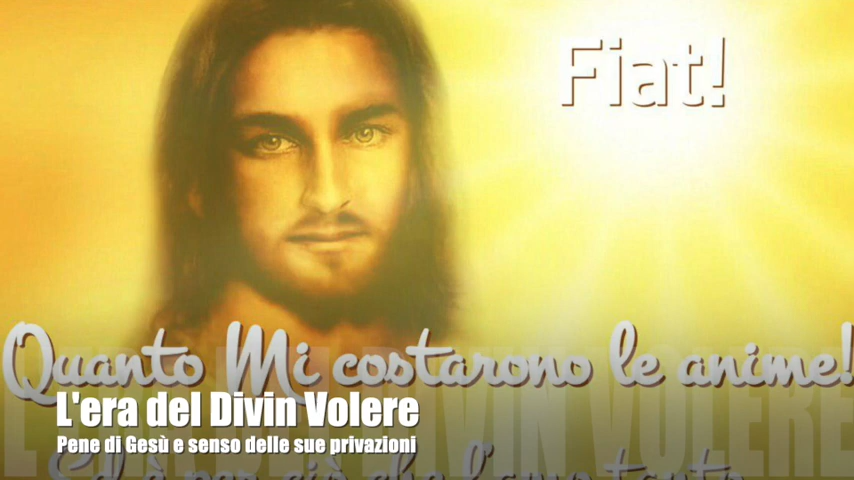 Fiat!
Quanto Mi costarono le anime!
L'era del Divin Volere
Pene di Gesù e senso delle sue privazioni